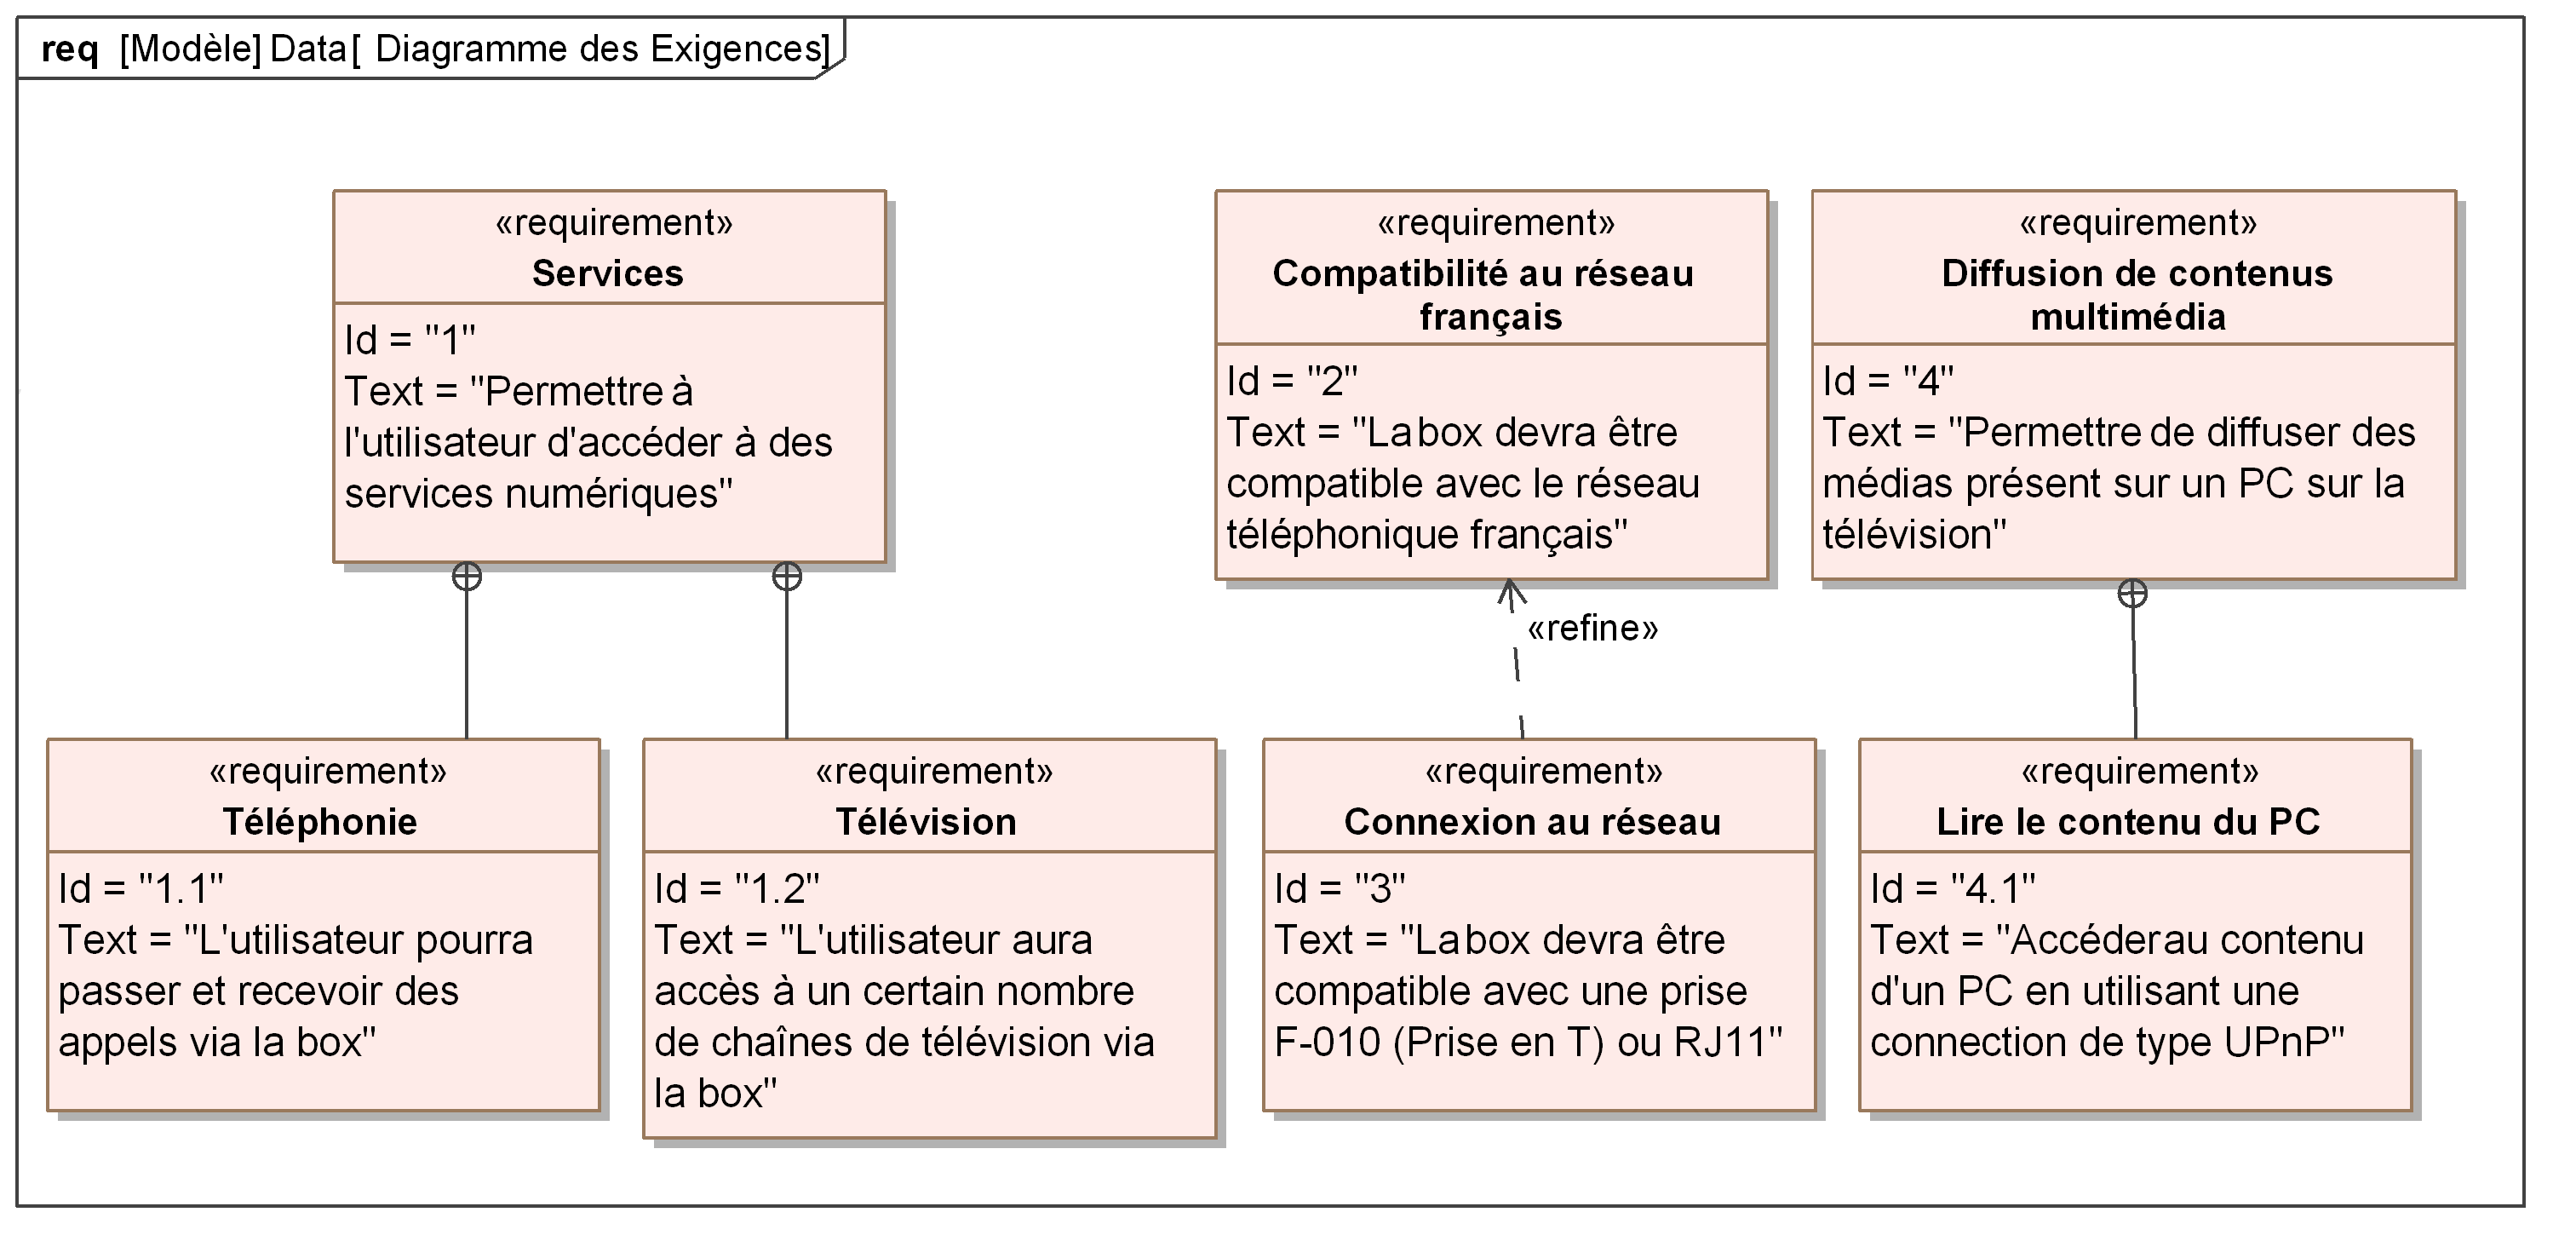 req [Modèle] Data[ Diagramme des Exigences]
«requirement»
Services
Id = "1"
Text = "Permettre à
l'utilisateur d'accéder à des
services numériques"
«requirement»
Compatibilité au réseau
français
Id = "2"
Text = "La box devra être
compatible avec le réseau
téléphonique français"
«requirement»
Diffusion de contenus
multimédia
Id = "4"
Text = "Permettre de diffuser des
médias présent sur un PC sur la
télévision"
«refine»
«requirement»
Téléphonie
Id = "1.1"
Text = "L'utilisateur pourra
passer et recevoir des
appels via la box"
«requirement»
Télévision
Id = "1.2"
Text = "L'utilisateur aura
accès à un certain nombre
de chaînes de télévision via
la box"
«requirement»
Connexion au réseau
Id = "3"
Text = "La box devra être
compatible avec une prise
F-010 (Prise en T) ou RJ11"
«requirement»
Lire le contenu du PC
Id = "4.1"
Text = "Accéder au contenu
d'un PC en utilisant une
connection de type UPnP"